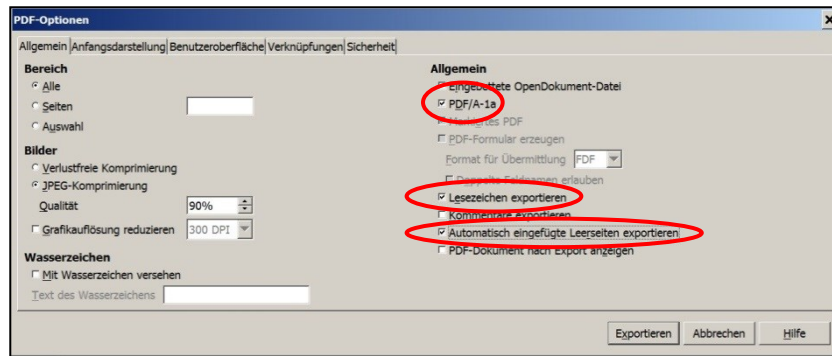 PDF-Optionen
Allgemein Anfangsdarstellung Benutzeroberfläche Verknüpfungen Sicherheit
Bereich
Alle
Seiten
Auswahl
Bilder
Verlustfreie Komprimierung
JPEG-Komprimierung
Qualität 90%
Grafikauflösung reduzieren 300 DPI
Wasserzeichen
Mit Wasserzeichen versehen
Text des Wasserzeichens
Allgemein
Eingebettete OpenDokument-Datei
PDF/A-1a
Markiertes PDF
PDF-Formular erzeugen
Format für Übermittlung FDF
Doppelte Feldnamen erlauben
Lesezeichen exportieren
Kommentare exportieren
Automatisch eingefügte Leerseiten exportieren
PDF-Dokument nach Export anzeigen
Exportieren Abbrechen Hilfe